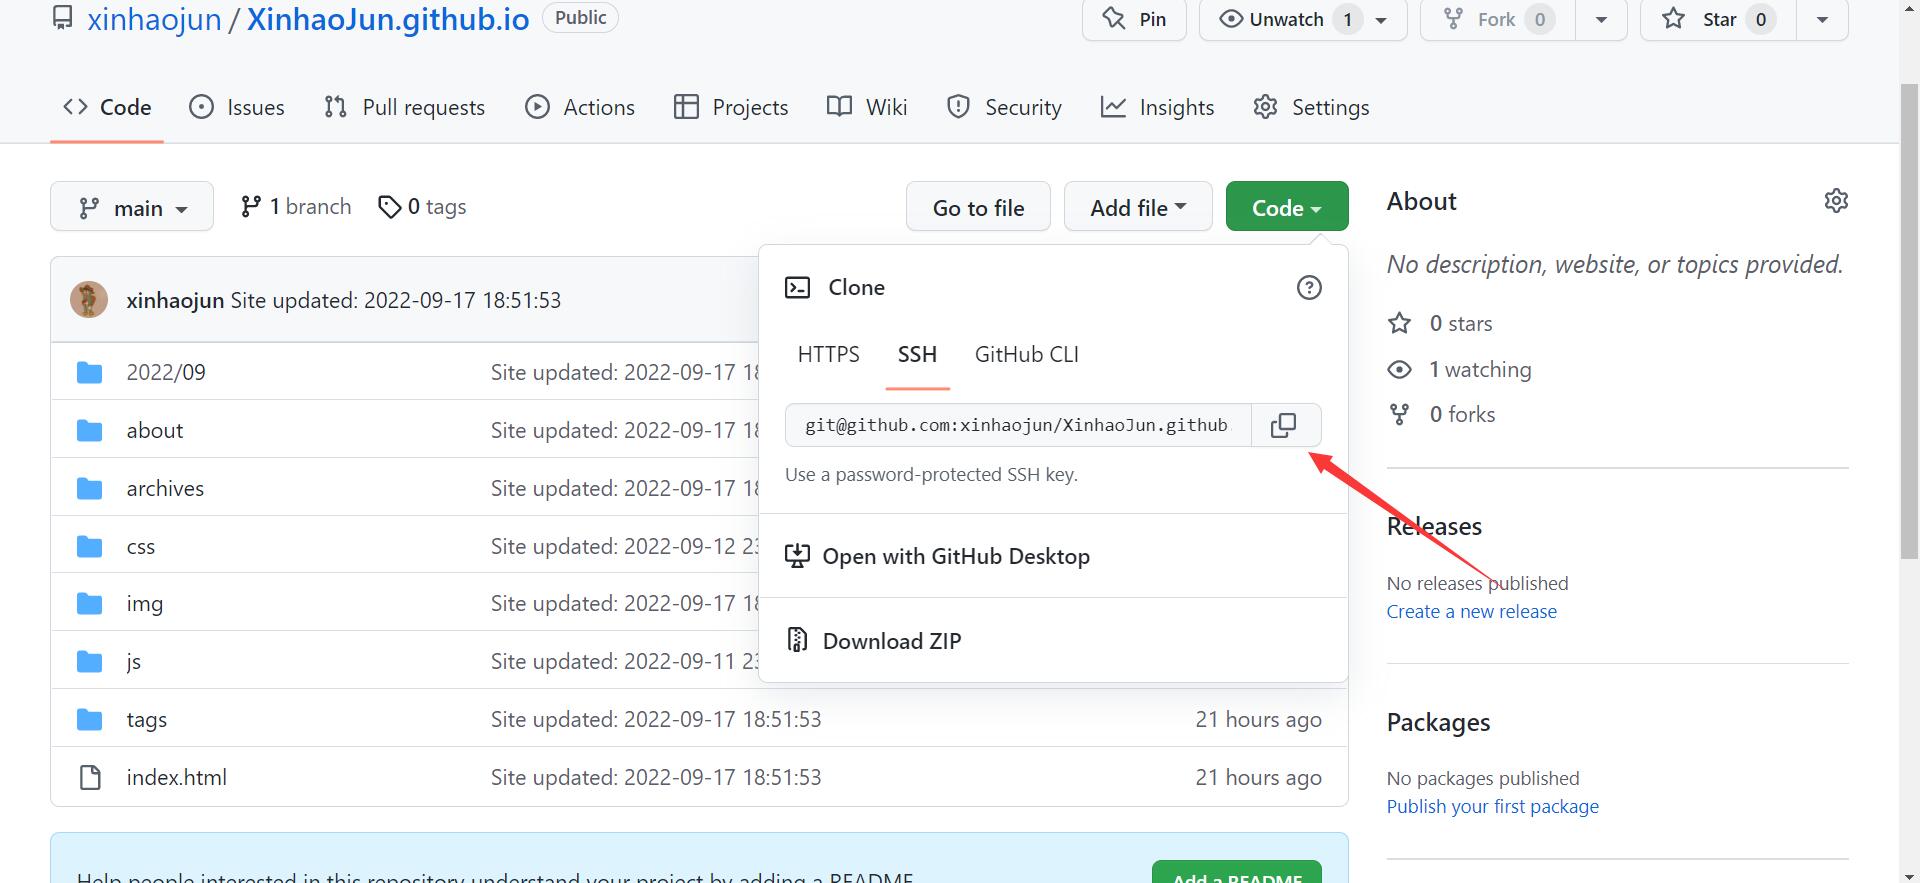 xinhaojun / XinhaoJun.github.io Public
Pin
Unwatch 1
Fork 0
Star 0
Code
Issues
Pull requests
Actions
Projects
Wiki
Security
Insights
Settings
main
1 branch
0 tags
Go to file
Add file
Code
xinhaojun Site updated: 2022-09-17 18:51:53
2022/09 Site updated: 2022-09-17 18
about Site updated: 2022-09-17 18
archives Site updated: 2022-09-17 18
css Site updated: 2022-09-12 23
img Site updated: 2022-09-17 18
js Site updated: 2022-09-11 23
tags Site updated: 2022-09-17 18:51:53 21 hours ago
index.html Site updated: 2022-09-17 18:51:53 21 hours ago
Clone
HTTPS SSH GitHub CLI
git@github.com:xinhaojun/XinhaoJun.github
Use a password-protected SSH key.
Open with GitHub Desktop
Download ZIP
Help people interested in this repository understand your project by adding a README.
Add a README
About
No description, website, or topics provided.
0 stars
1 watching
0 forks
Releases
No releases published
Create a new release
Packages
No packages published
Publish your first package